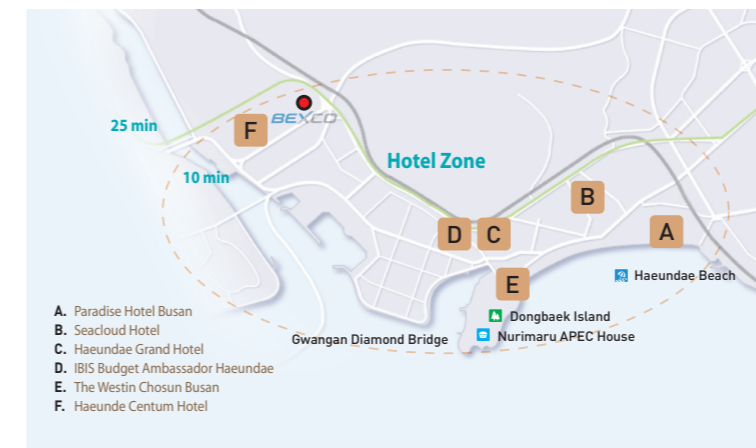 25 min
F
BEXCO
10 min
Hotel Zone
B
D
C
A
E
Haeundae Beach
Dongbaek Island
Gwangan Diamond Bridge
Nurimaru APEC House
A. Paradise Hotel Busan
B. Seacloud Hotel
C. Haeundae Grand Hotel
D. IBIS Budget Ambassador Haeundae
E. The Westin Chosun Busan
F. Haeunde Centum Hotel